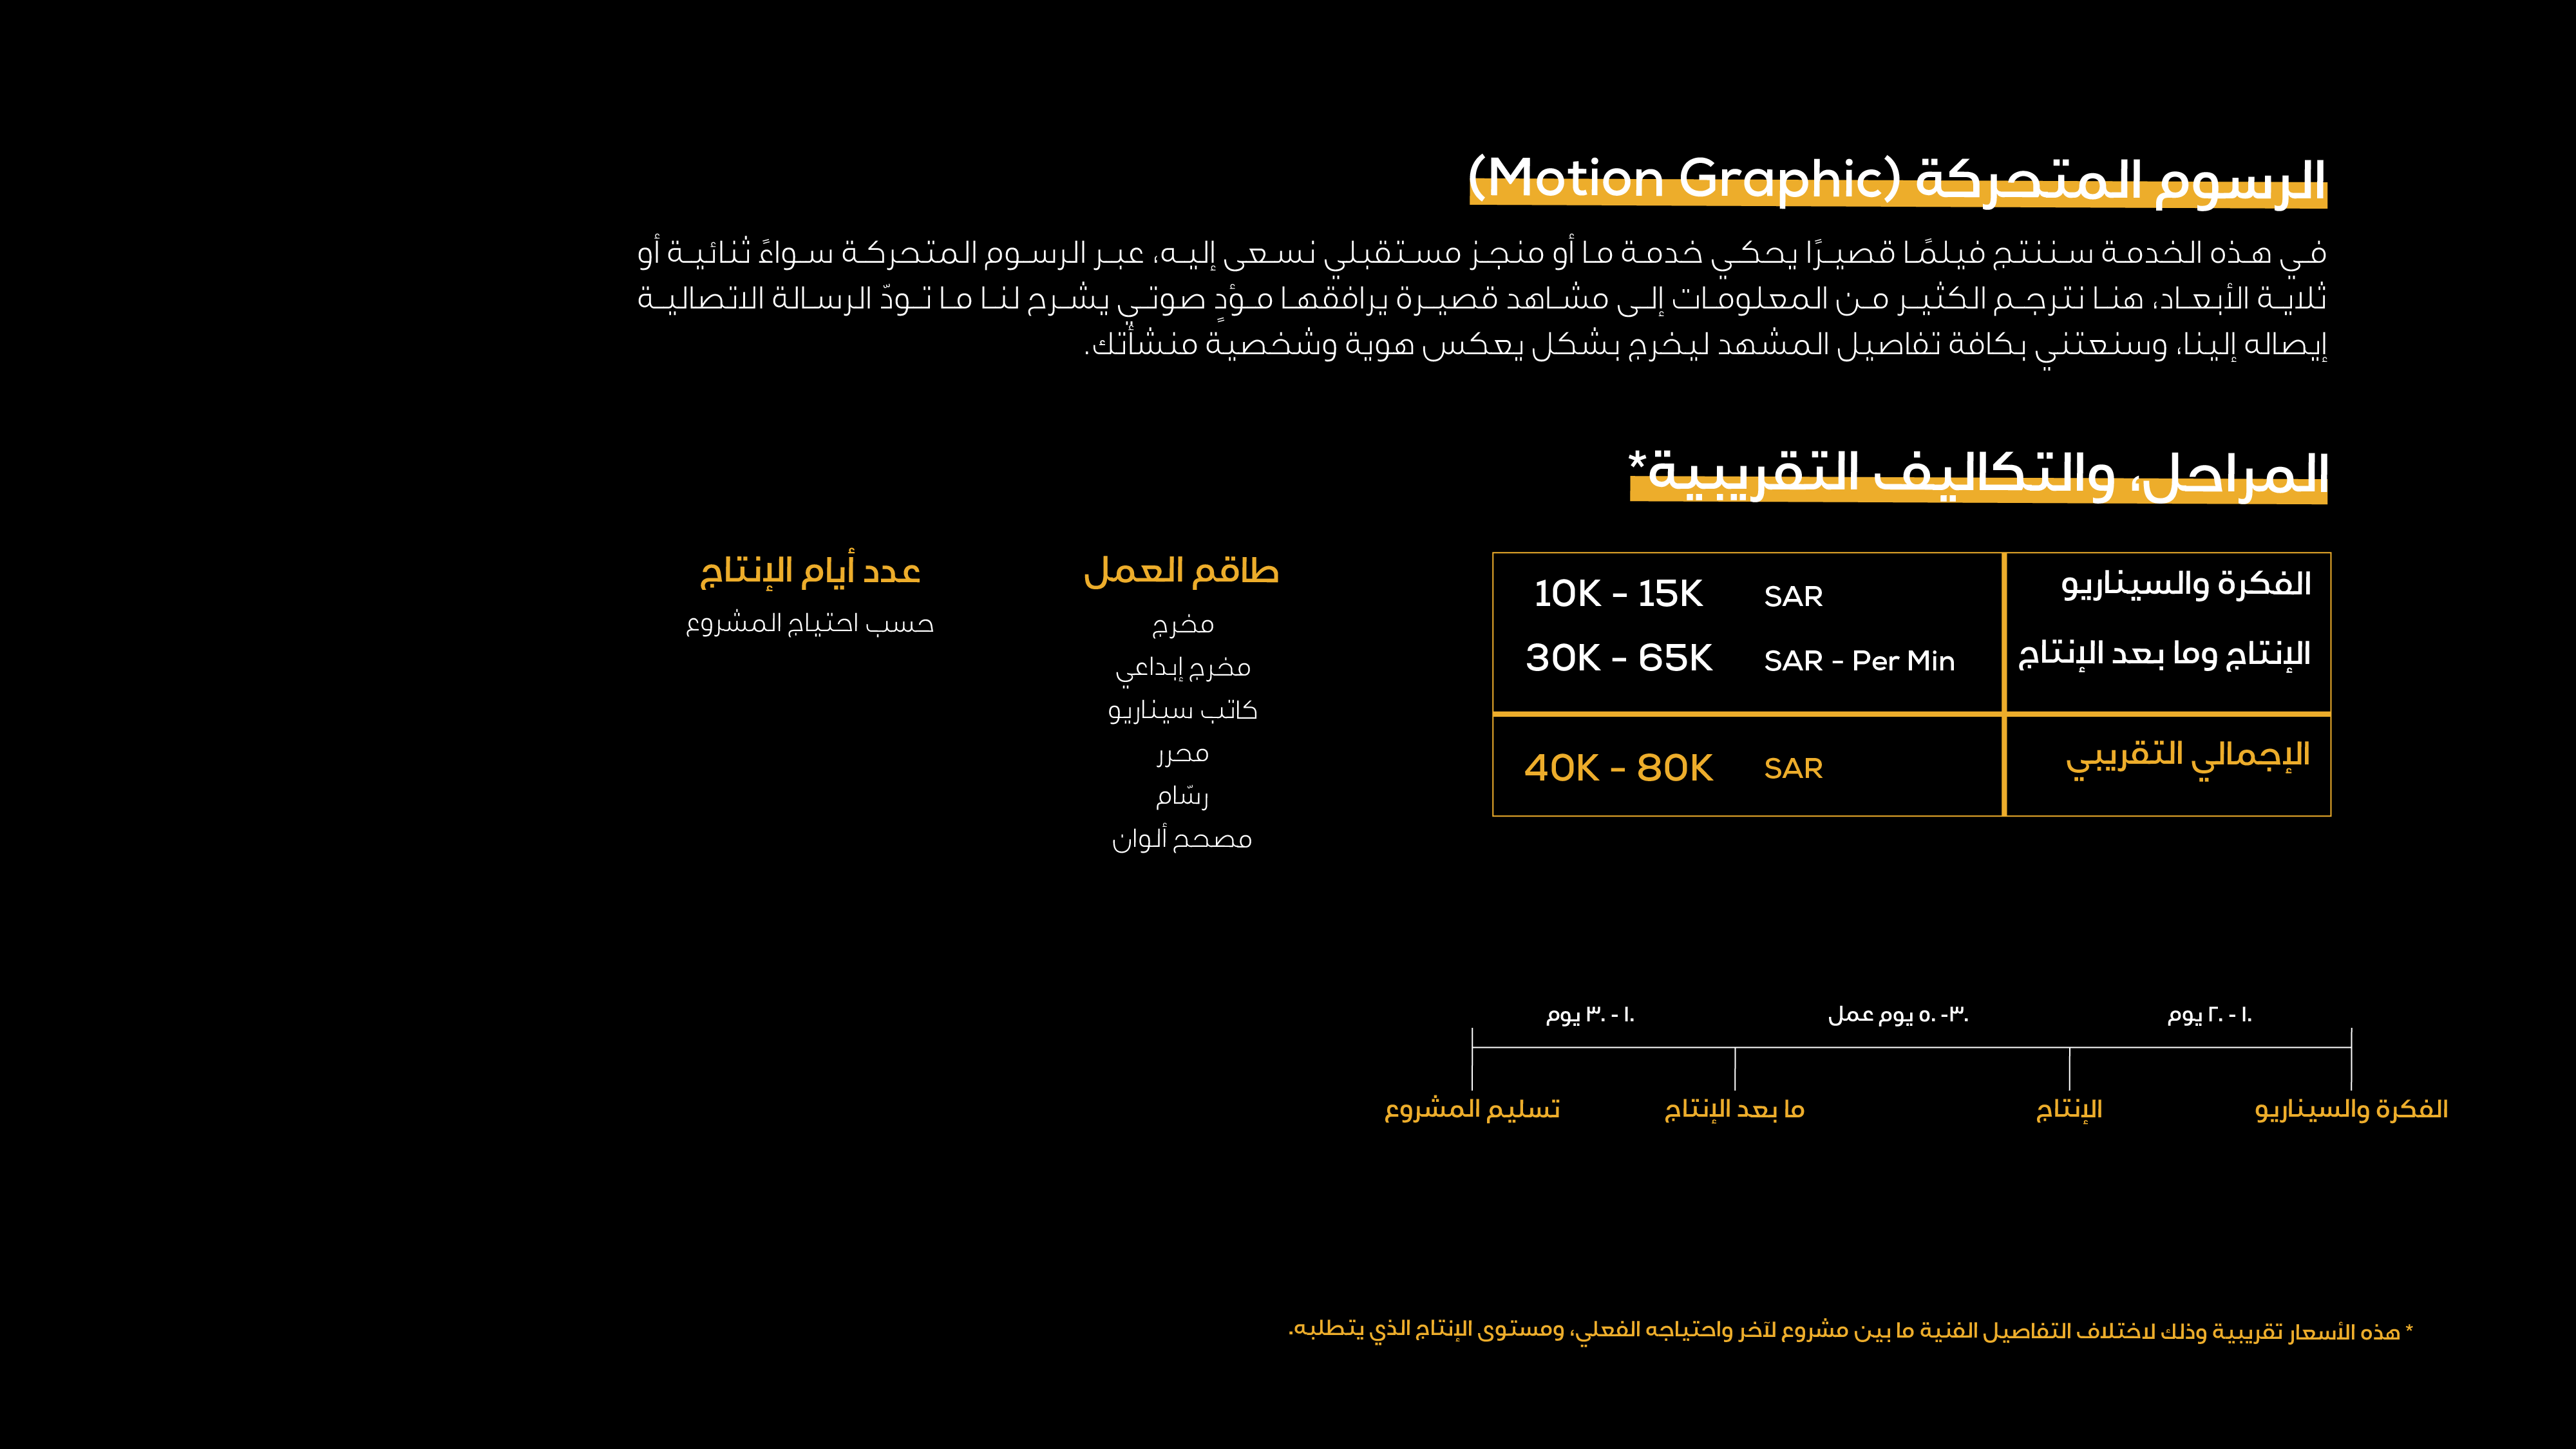 الرسوم المتحركة (Motion Graphic)
في هذه الخدمة سننتج فيلمًا قصيرًا يحكي خدمة ما أو منجز مستقبلي نسعى إليه، عبر الرسوم المتحركة سواءً ثنائية أو
ثلاية الأبعاد، هنا نترجم الكثير من المعلومات إلى مشاهد قصيرة يرافقها مؤدٍ صوتي يشرح لنا ما تودّ الرسالة الاتصالية
إيصاله إلينا، وسنعتني بكافة تفاصيل المشهد ليخرج بشكل يعكس هوية وشخصية منشأتك.
المراحل، والتكاليف التقريبية*
الفكرة والسيناريو 10K - 15K SAR
الإنتاج وما بعد الإنتاج 30K - 65K SAR - Per Min
الإجمالي التقريبي 40K - 80K SAR
طاقم العمل
مخرج
مخرج إبداعي
كاتب سيناريو
محرر
رسّام
مصحح ألوان
عدد أيام الإنتاج
حسب احتياج المشروع
١٠ - ٢٠ يوم
٣٠- ٥٠ يوم عمل
١٠ - ٣٠ يوم
الفكرة والسيناريو
الإنتاج
ما بعد الإنتاج
تسليم المشروع
* هذه الأسعار تقريبية وذلك لاختلاف التفاصيل الفنية ما بين مشروع لآخر واحتياجه الفعلي، ومستوى الإنتاج الذي يتطلبه.